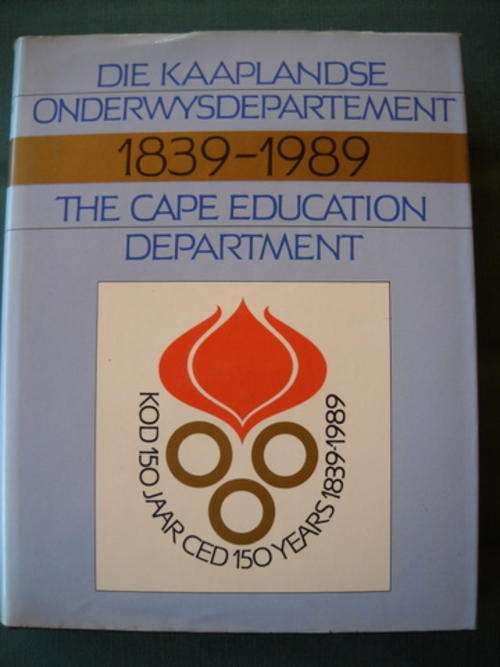 DIE KAAPLANDSE
ONDERWYSDEPARTEMENT
1839-1989
THE CAPE EDUCATION
DEPARTMENT
KOD 150 JAAR CED 150 YEARS 1839-1989